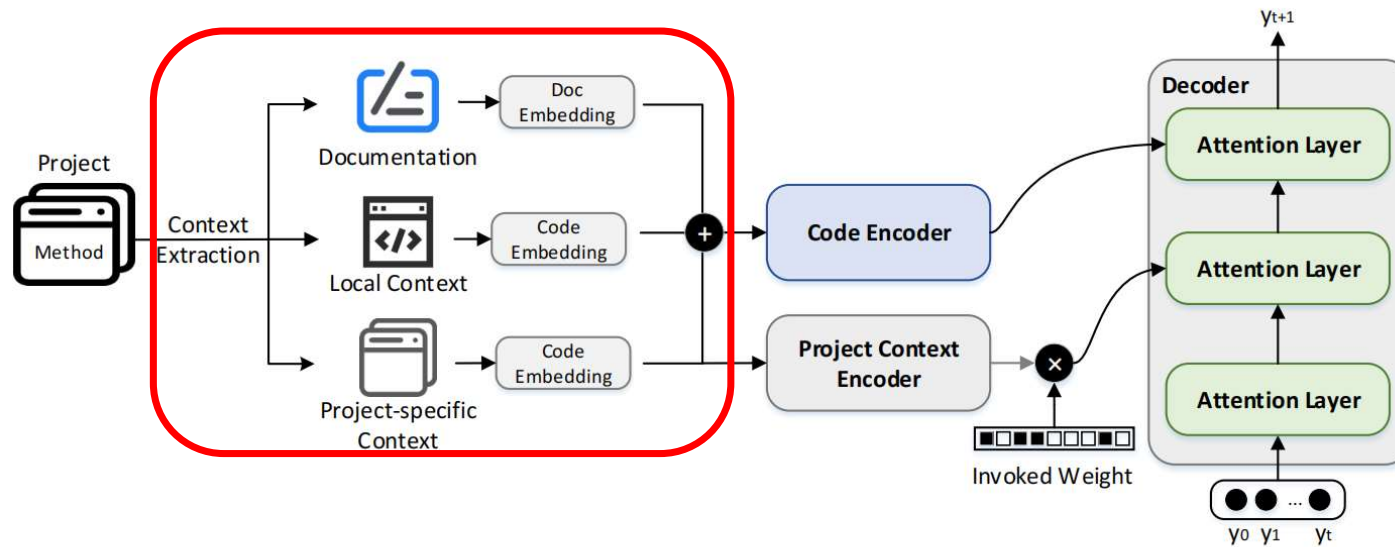 Project
Method
Context
Extraction
Documentation
Doc
Embedding
</>
Local Context
Code
Embedding
Project-specific
Context
Code
Embedding
+
Code Encoder
Project Context
Encoder
×
Invoked Weight
yt+1
Decoder
Attention Layer
Attention Layer
Attention Layer
...
y0 y1 yt